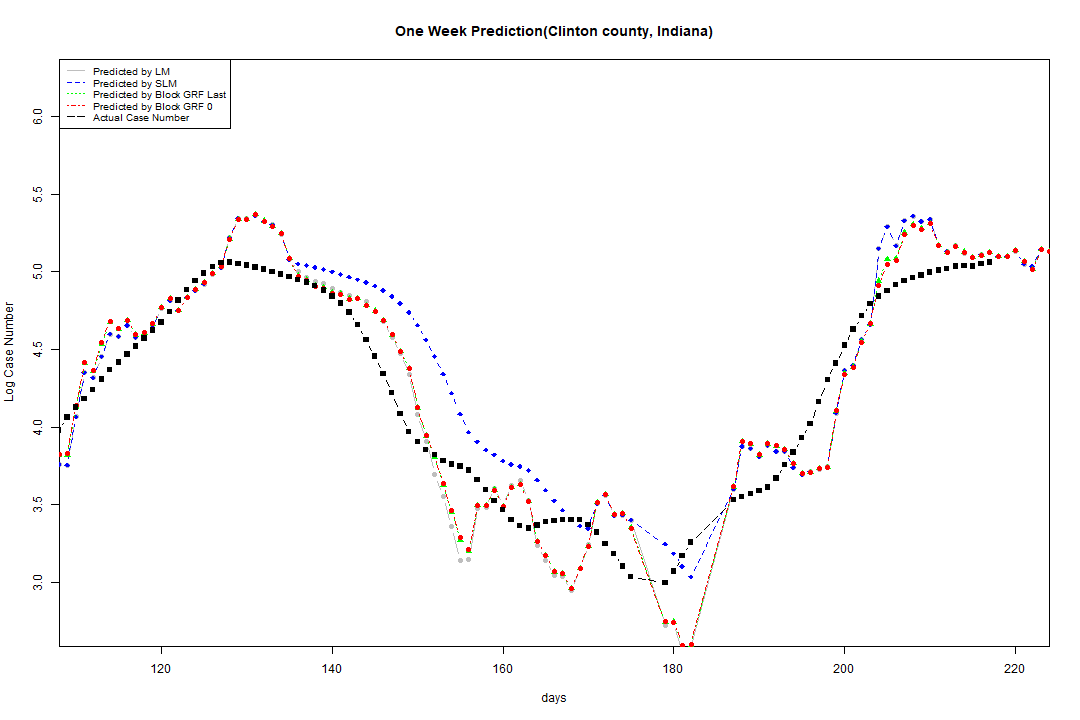 One Week Prediction(Clinton county, Indiana)
Predicted by LM
Predicted by SLM
Predicted by Block GRF Last
Predicted by Block GRF 0
Actual Case Number
6.0
5.5
5.0
4.5
4.0
3.5
3.0
Log Case Number
120 140 160 180 200 220
days